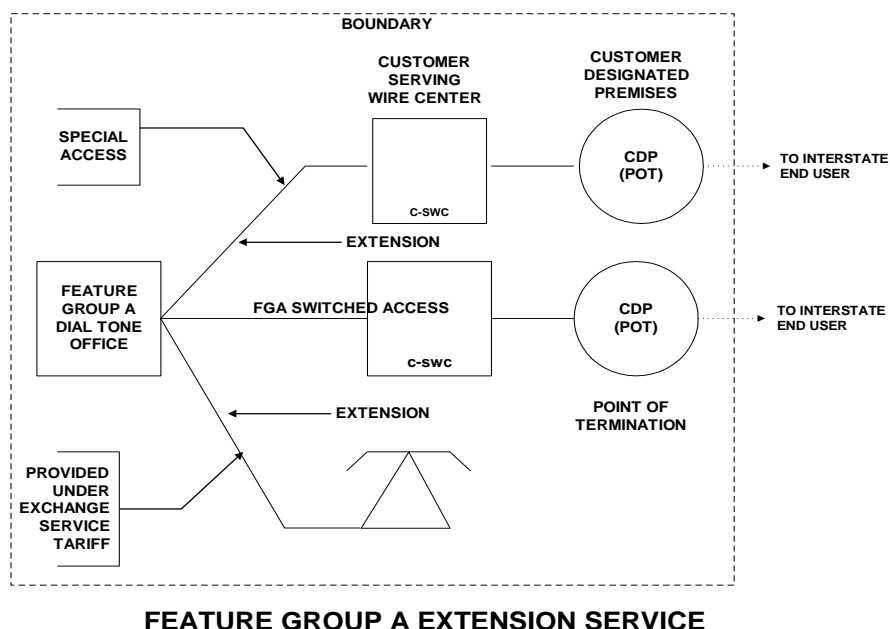 BOUNDARY
CUSTOMER
SERVING
WIRE CENTER
CUSTOMER
DESIGNATED
PREMISES
SPECIAL
ACCESS
C-SWC
CDP
(POT)
TO INTERSTATE
END USER
EXTENSION
FEATURE
GROUP A
DIAL TONE
OFFICE
FGA SWITCHED ACCESS
C-SWC
CDP
(POT)
TO INTERSTATE
END USER
EXTENSION
POINT OF
TERMINATION
PROVIDED
UNDER
EXCHANGE
SERVICE
TARIFF
FEATURE GROUP A EXTENSION SERVICE